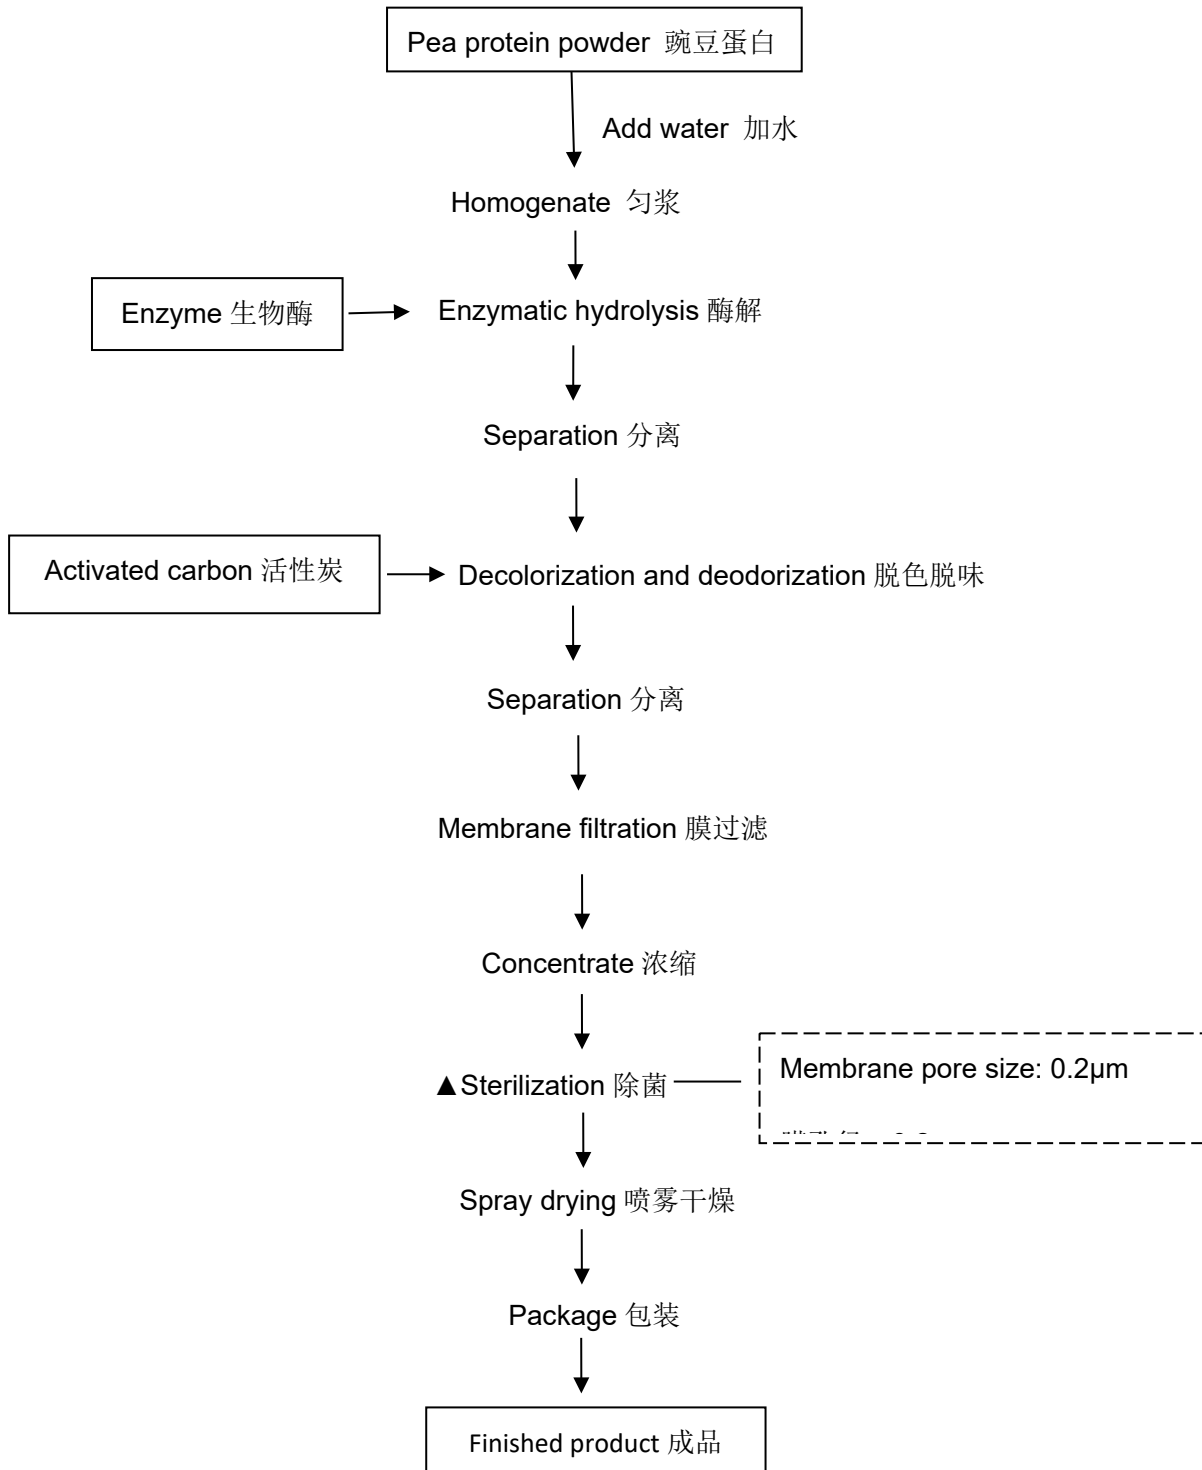 Pea protein powder 豌豆蛋白
Add water 加水
Homogenate 匀浆
Enzyme 生物酶
Enzymatic hydrolysis 酶解
Separation 分离
Activated carbon 活性炭
Decolorization and deodorization 脱色脱味
Separation 分离
Membrane filtration 膜过滤
Concentrate 浓缩
▲Sterilization 除菌
Membrane pore size: 0.2μm
Spray drying 喷雾干燥
Package 包装
Finished product 成品